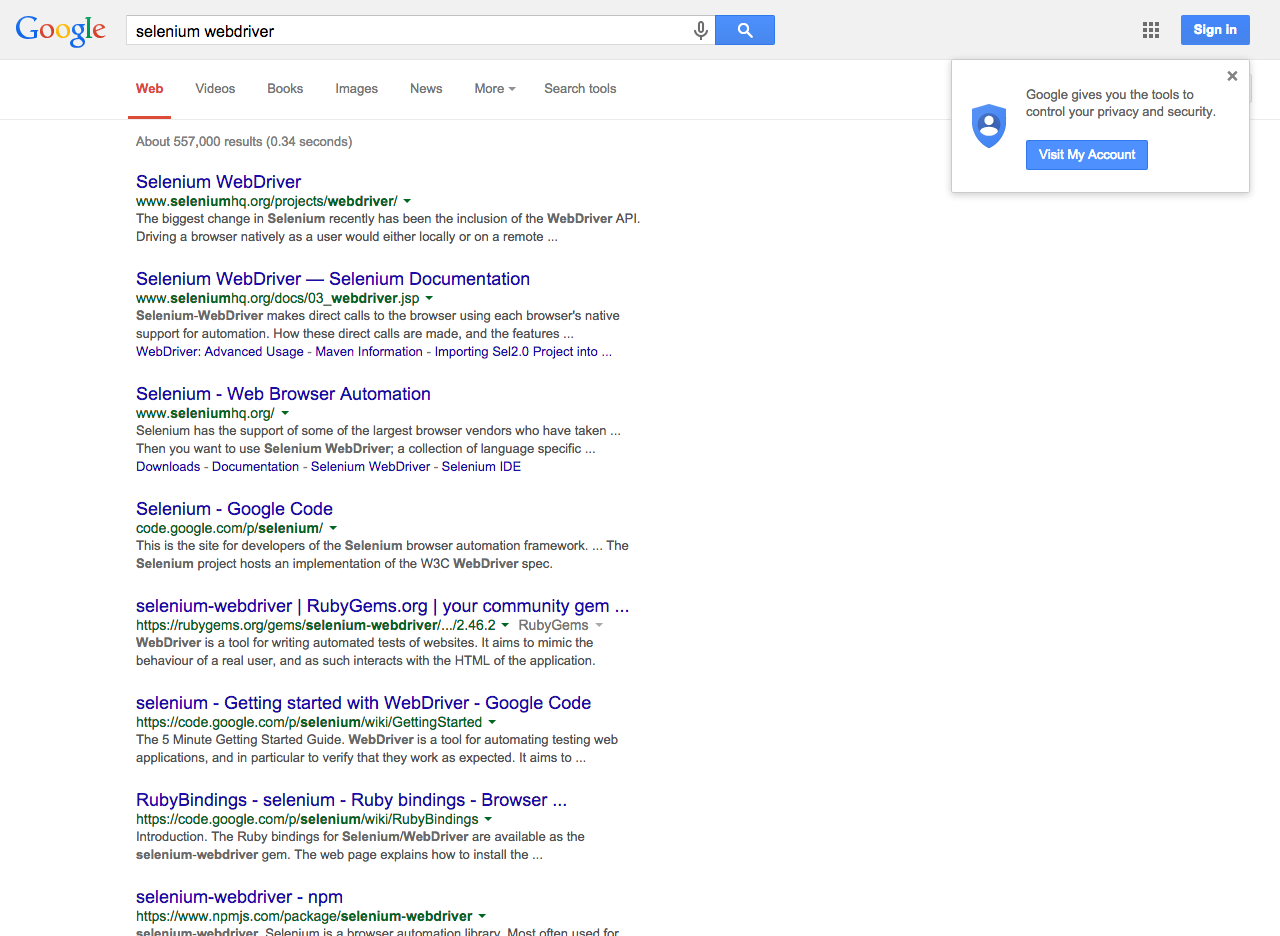 Google
selenium webdriver
Sign in
Web Videos Books Images News More Search tools
Google gives you the tools to
control your privacy and security.
Visit My Account
About 557,000 results (0.34 seconds)
Selenium WebDriver
www.seleniumhq.org/projects/webdriver/
The biggest change in Selenium recently has been the inclusion of the WebDriver API.
Driving a browser natively as a user would either locally or on a remote ...
Selenium WebDriver — Selenium Documentation
www.seleniumhq.org/docs/03_webdriver.jsp
Selenium-WebDriver makes direct calls to the browser using each browser's native
support for automation. How these direct calls are made, and the features ...
WebDriver: Advanced Usage - Maven Information - Importing Sel2.0 Project into ...
Selenium - Web Browser Automation
www.seleniumhq.org/
Selenium has the support of some of the largest browser vendors who have taken ...
Then you want to use Selenium WebDriver; a collection of language specific ...
Downloads - Documentation - Selenium WebDriver - Selenium IDE
Selenium - Google Code
code.google.com/p/selenium/
This is the site for developers of the Selenium browser automation framework. ... The
Selenium project hosts an implementation of the W3C WebDriver spec.
selenium-webdriver | RubyGems.org | your community gem ...
https://rubygems.org/gems/selenium-webdriver/.../2.46.2 RubyGems
WebDriver is a tool for writing automated tests of websites. It aims to mimic the
behaviour of a real user, and as such interacts with the HTML of the application.
selenium - Getting started with WebDriver - Google Code
https://code.google.com/p/selenium/wiki/GettingStarted
The 5 Minute Getting Started Guide. WebDriver is a tool for automating testing web
applications, and in particular to verify that they work as expected. It aims to ...
RubyBindings - selenium - Ruby bindings - Browser ...
https://code.google.com/p/selenium/wiki/RubyBindings
Introduction. The Ruby bindings for Selenium/WebDriver are available as the
selenium-webdriver gem. The web page explains how to install the ...
selenium-webdriver - npm
https://www.npmjs.com/package/selenium-webdriver
selenium-webdriver. Selenium is a browser automation library. Most often used for